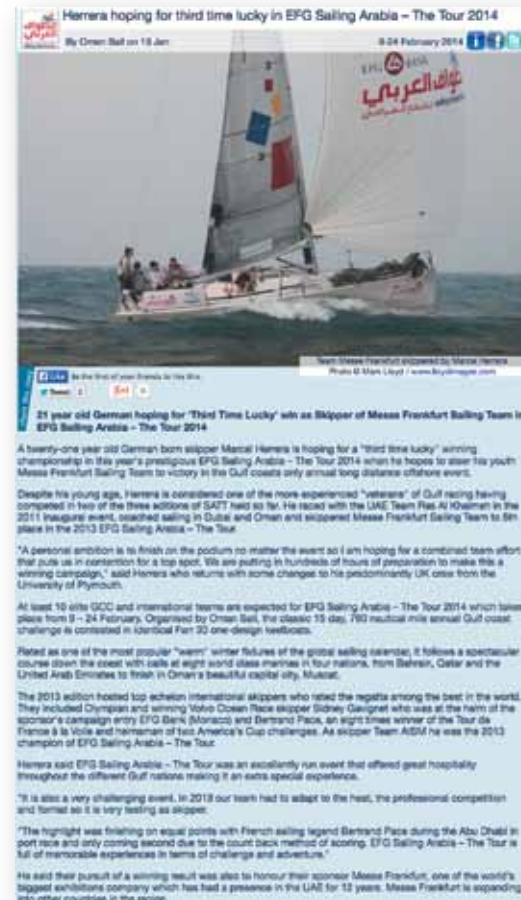 Herrera hoping for third time lucky in EFG Sailing Arabia – The Tour 2014
By Oman Sail on 13 Jan
9-24 February 2014
الطواف العربي
Team Messe Frankfurt skippered by Marcel Herrera
Photo © Mark Lloyd / www.lloydimages.com
Like Be the first of your friends to like this.
Tweet 2
21 year old German hoping for 'Third Time Lucky' win as Skipper of Messe Frankfurt Sailing Team in
EFG Sailing Arabia – The Tour 2014
A twenty-one year old German born skipper Marcel Herrera is hoping for a "third time lucky" winning
championship in this year's prestigious EFG Sailing Arabia – The Tour 2014 when he hopes to steer his youth
Messe Frankfurt Sailing Team to victory in the Gulf coasts only annual long distance offshore event.
Despite his young age, Herrera is considered one of the more experienced "veterans" of Gulf racing having
competed in two of the three editions of SATT held so far. He raced with the UAE Team Ras Al Khaimah in the
2011 inaugural event, coached sailing in Dubai and Oman and skippered Messe Frankfurt Sailing Team to 5th
place in the 2013 EFG Sailing Arabia – The Tour.
"A personal ambition is to finish on the podium no matter the event so I am hoping for a combined team effort
that puts us in contention for a top spot. We are putting in hundreds of hours of preparation to make this a
winning campaign," said Herrera who returns with some changes to his predominantly UK crew from the
University of Plymouth.
At least 10 elite GCC and international teams are expected for EFG Sailing Arabia – The Tour 2014 which takes
place from 9 – 24 February. Organised by Oman Sail, the classic 15 day, 760 nautical mile annual Gulf coast
challenge is contested in identical Farr 30 one-design keelboats.
Rated as one of the most popular "warm" winter fixtures of the global sailing calendar, it follows a spectacular
course down the coast with calls at eight world class marinas in four nations, from Bahrain, Qatar and the
United Arab Emirates to finish in Oman's beautiful capital city, Muscat.
The 2013 edition hosted top echelon international skippers who rated the regatta among the best in the world.
They included Olympian and winning Volvo Ocean Race skipper Sidney Gavignet who was at the helm of the
sponsor's campaign entry EFG Bank (Monaco) and Bertrand Pace, an eight times winner of the Tour de
France à la Voile and helmsman of two America's Cup challenges. As skipper Team AISM he was the 2013
champion of EFG Sailing Arabia – The Tour
Herrera said EFG Sailing Arabia – The Tour was an excellently run event that offered great hospitality
throughout the different Gulf nations making it an extra special experience.
"It is also a very challenging event. In 2013 our team had to adapt to the heat, the professional competition
and format so it is very testing as skipper.
"The highlight was finishing on equal points with French sailing legend Bertrand Pace during the Abu Dhabi in
port race and only coming second due to the count back method of scoring. EFG Sailing Arabia – The Tour is
full of memorable experiences in terms of challenge and adventure."
He said their pursuit of a winning result was also to honour their sponsor Messe Frankfurt, one of the world's
biggest exhibitions company which has had a presence in the UAE for 12 years. Messe Frankfurt is expanding
into other countries in the region.